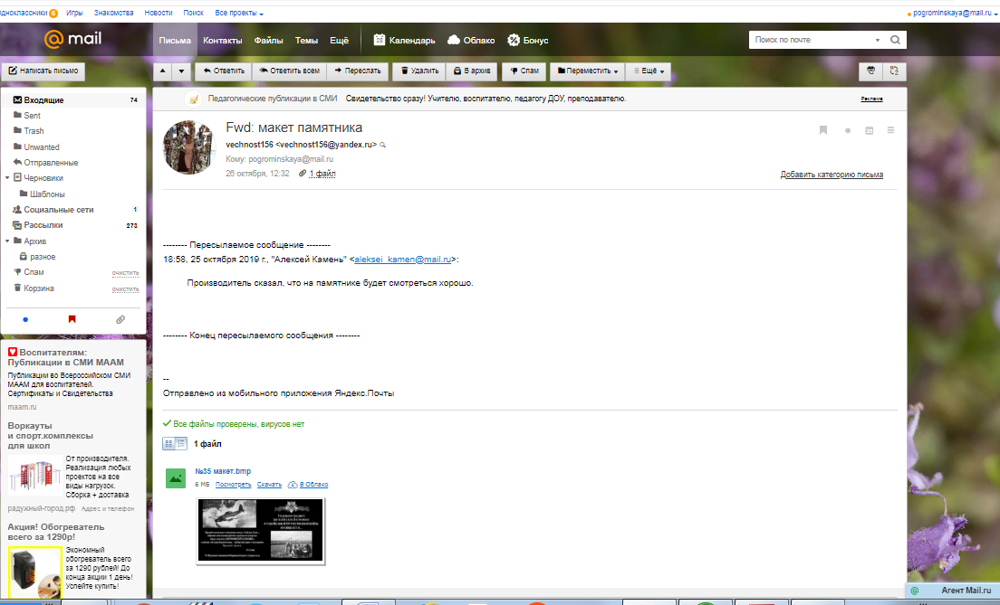 дноклассники 6 Игры Знакомства Новости Поиск Все проекты
pogrominskaya@mail.ru
@mail Письма Контакты Файлы Темы Ещё Календарь Облако Бонус Поиск по почте
Написать письмо Ответить Ответить всем Переслать Удалить В архив Спам Переместить Ещё
Входящие 74
Sent
Trash
Unwanted
Отправленные
Черновики
Шаблоны
Социальные сети 1
Рассылки 273
Архив
разное
Спам очистить
Корзина очистить
Воспитателям:
Публикации в СМИ МААМ
Публикации во Всероссийском СМИ
МААМ для воспитателей.
Сертификаты и Свидетельства
maam.ru
Воркауты
и спорт.комплексы
для школ
От производителя.
Реализация любых
проектов на все
виды нагрузок.
Сборка + доставка
радужный-город.рф Адрес и телефон
Акция! Обогреватель
всего за 1290р!
Экономный
обогреватель всего
за 1290 рублей! До
конца акции 1 день!
Успейте купить!
Педагогические публикации в СМИ Свидетельство сразу! Учителю, воспитателю, педагогу ДОУ, преподавателю. Реклама
Fwd: макет памятника
vechnost156 <vechnost156@yandex.ru>
Кому: pogrominskaya@mail.ru
26 октября, 12:32 1 файл
Добавить категорию письма
-------- Пересылаемое сообщение --------
18:58, 25 октября 2019 г., "Алексей Камень" <aleksei_kamen@mail.ru>:
Производитель сказал, что на памятнике будет смотреться хорошо.
-------- Конец пересылаемого сообщения --------
--
Отправлено из мобильного приложения Яндекс.Почты
Все файлы проверены, вирусов нет
1 файл
№35 макет.bmp
6 МБ Посмотреть Скачать В Облако
Агент Mail.ru